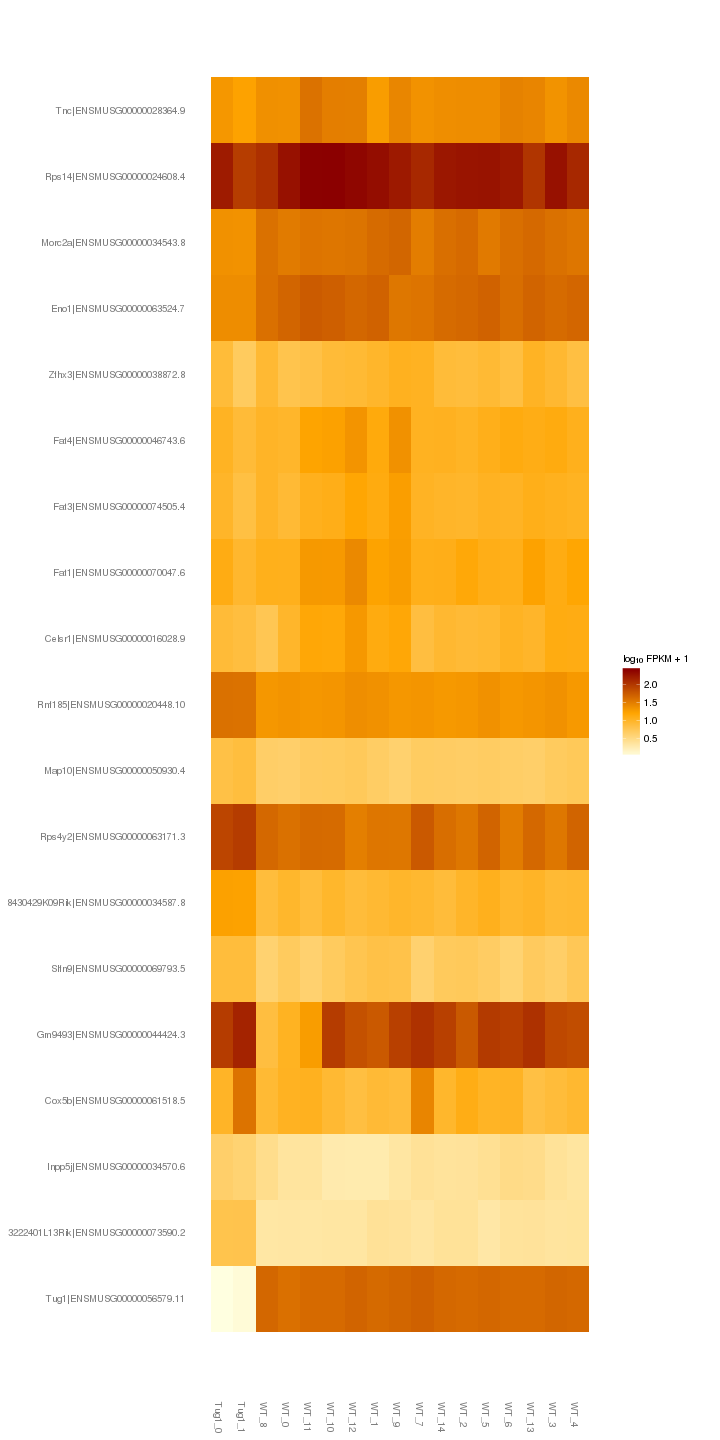 Tnc|ENSMUSG00000028364.9
Rps14|ENSMUSG00000024608.4
Morc2a|ENSMUSG00000034543.8
Eno1|ENSMUSG00000063524.7
Zfhx3|ENSMUSG00000038872.8
Fat4|ENSMUSG00000046743.6
Fat3|ENSMUSG00000074505.4
Fat1|ENSMUSG00000070047.6
Celsr1|ENSMUSG00000016028.9
log10 FPKM + 1
2.0
1.5
1.0
0.5
Rnf185|ENSMUSG00000020448.10
Map10|ENSMUSG00000050930.4
Rps4y2|ENSMUSG00000063171.3
8430429K09Rik|ENSMUSG00000034587.8
Slfn9|ENSMUSG00000069793.5
Gm9493|ENSMUSG00000044424.3
Cox5b|ENSMUSG00000061518.5
Inpp5j|ENSMUSG00000034570.6
3222401L13Rik|ENSMUSG00000073590.2
Tug1|ENSMUSG00000056579.11
Tug1_0
Tug1_1
WT_8
WT_0
WT_11
WT_10
WT_12
WT_1
WT_9
WT_7
WT_14
WT_2
WT_5
WT_6
WT_13
WT_3
WT_4